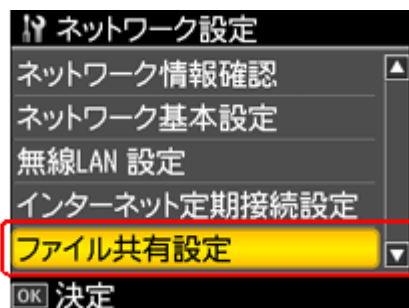 ネットワーク設定
ネットワーク情報確認
ネットワーク基本設定
無線LAN 設定
インターネット定期接続設定
ファイル共有設定
OK 決定